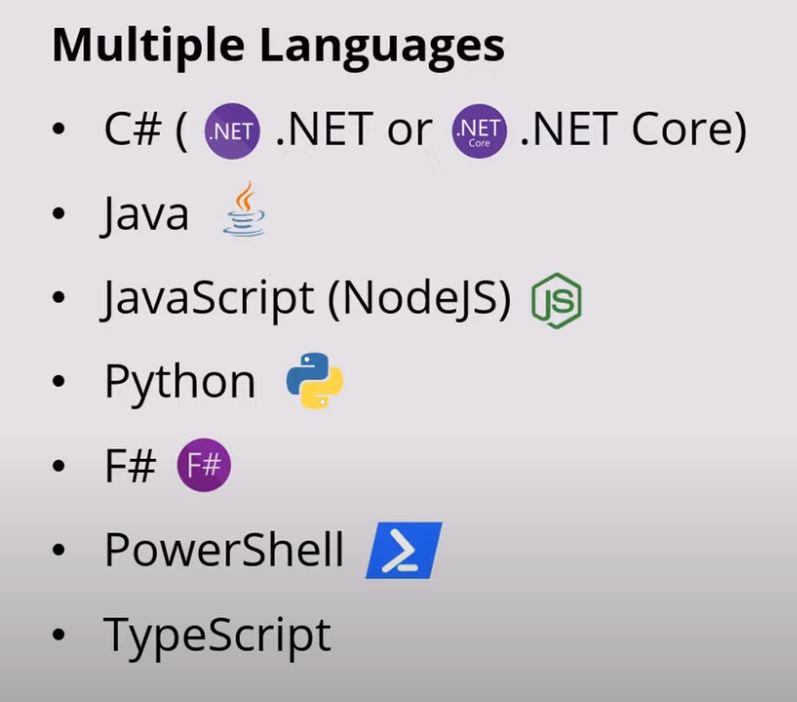 Multiple Languages
• C# ( .NET .NET or .NET Core .NET Core)
• Java
• JavaScript (NodeJS) JS
• Python
• F# F#
• PowerShell
• TypeScript